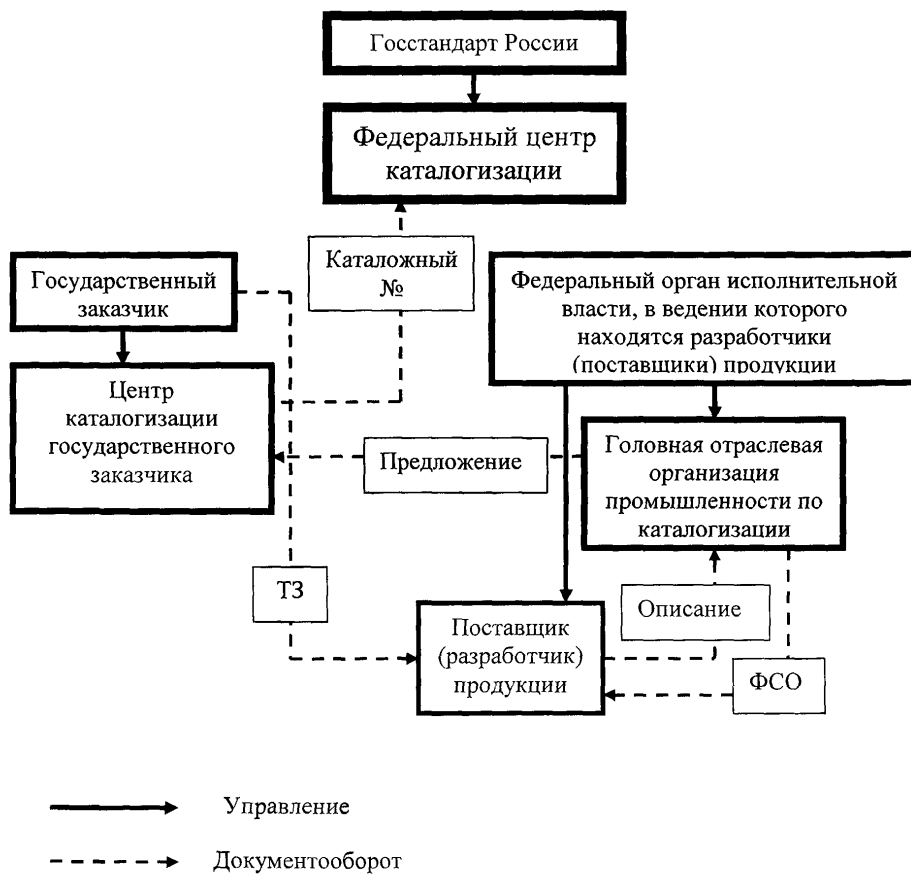 Госстандарт России
Федеральный центр
каталогизации
Каталожный
№
Государственный
заказчик
Федеральный орган исполнительной
власти, в ведении которого
находятся разработчики
(поставщики) продукции
Центр
каталогизации
государственного
заказчика
Предложение
Головная отраслевая
организация
промышленности по
каталогизации
ТЗ
Описание
Поставщик
(разработчик)
продукции
ФСО
Управление
Документооборот